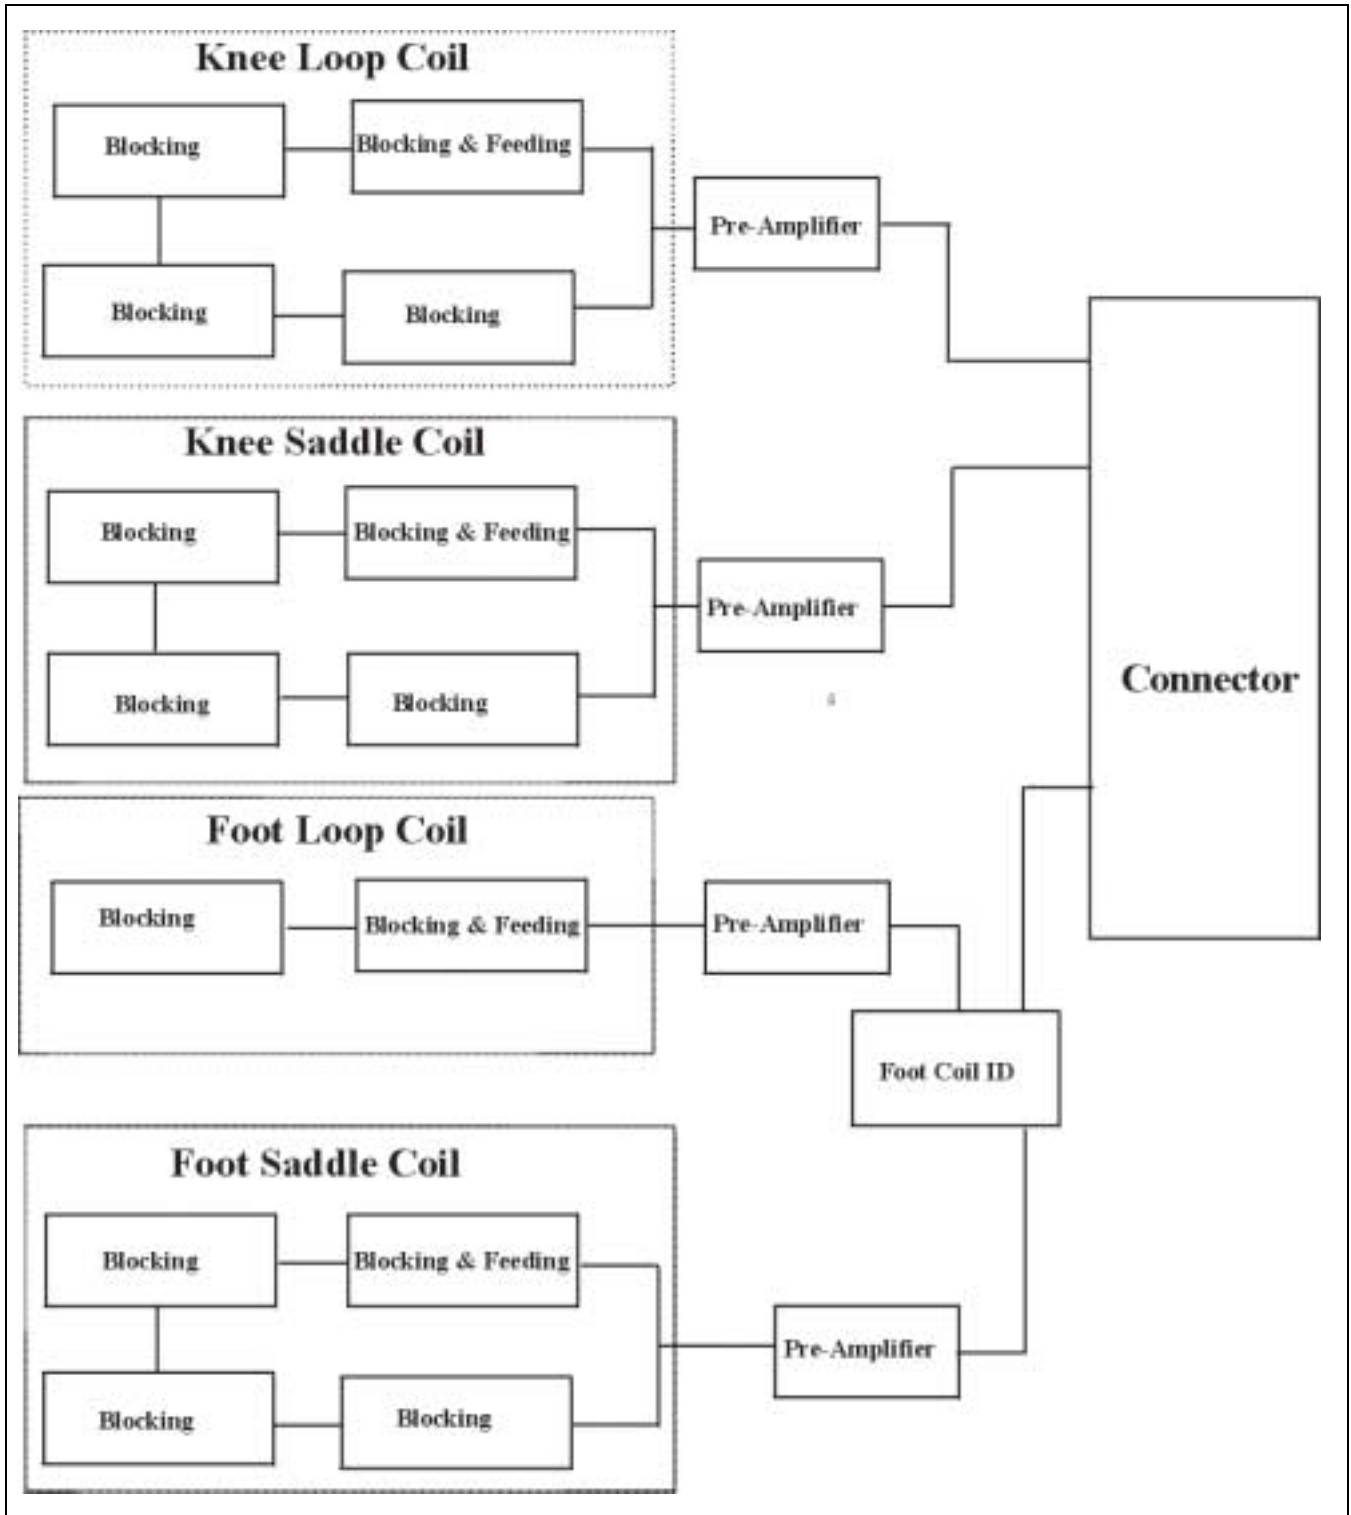 Knee Loop Coil
Blocking
Blocking & Feeding
Blocking
Blocking
Pre-Amplifier
Knee Saddle Coil
Blocking
Blocking & Feeding
Blocking
Blocking
Pre-Amplifier
Connector
Foot Loop Coil
Blocking
Blocking & Feeding
Pre-Amplifier
Foot Coil ID
Foot Saddle Coil
Blocking
Blocking & Feeding
Blocking
Blocking
Pre-Amplifier